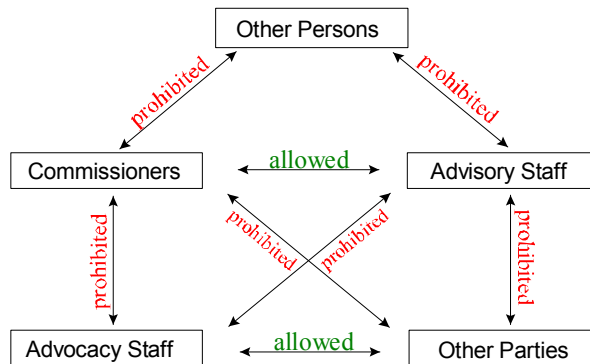 Other Persons
prohibited
prohibited
Commissioners
allowed
Advisory Staff
prohibited
prohibited
prohibited
prohibited
Advocacy Staff
allowed
Other Parties